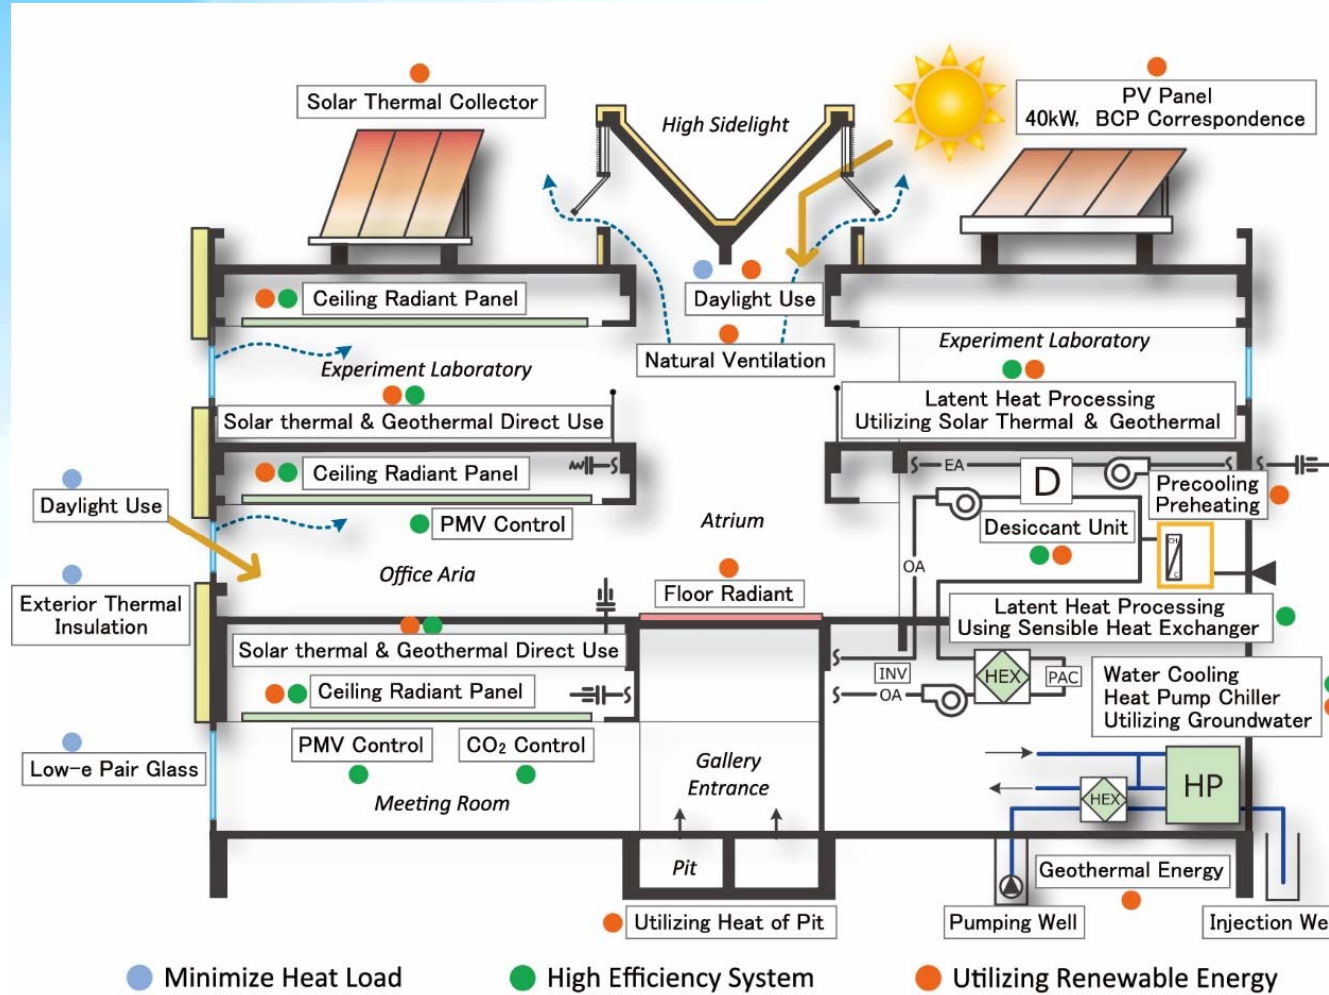 Solar Thermal Collector
High Sidelight
PV Panel
40kW, BCP Correspondence
Ceiling Radiant Panel
Daylight Use
Natural Ventilation
Experiment Laboratory
Experiment Laboratory
Solar thermal & Geothermal Direct Use
Latent Heat Processing
Utilizing Solar Thermal & Geothermal
Ceiling Radiant Panel
EA
D
Precooling
Preheating
Daylight Use
PMV Control
Atrium
Desiccant Unit
OA
Office Aria
Exterior Thermal
Insulation
Floor Radiant
Latent Heat Processing
Using Sensible Heat Exchanger
Solar thermal & Geothermal Direct Use
Ceiling Radiant Panel
INV
OA
HEX
PAC
Water Cooling
Heat Pump Chiller
Utilizing Groundwater
Low-e Pair Glass
PMV Control
CO₂ Control
Gallery
Entrance
Meeting Room
HEX
HP
Pit
Geothermal Energy
Utilizing Heat of Pit
Pumping Well
Injection We
Minimize Heat Load
High Efficiency System
Utilizing Renewable Energy